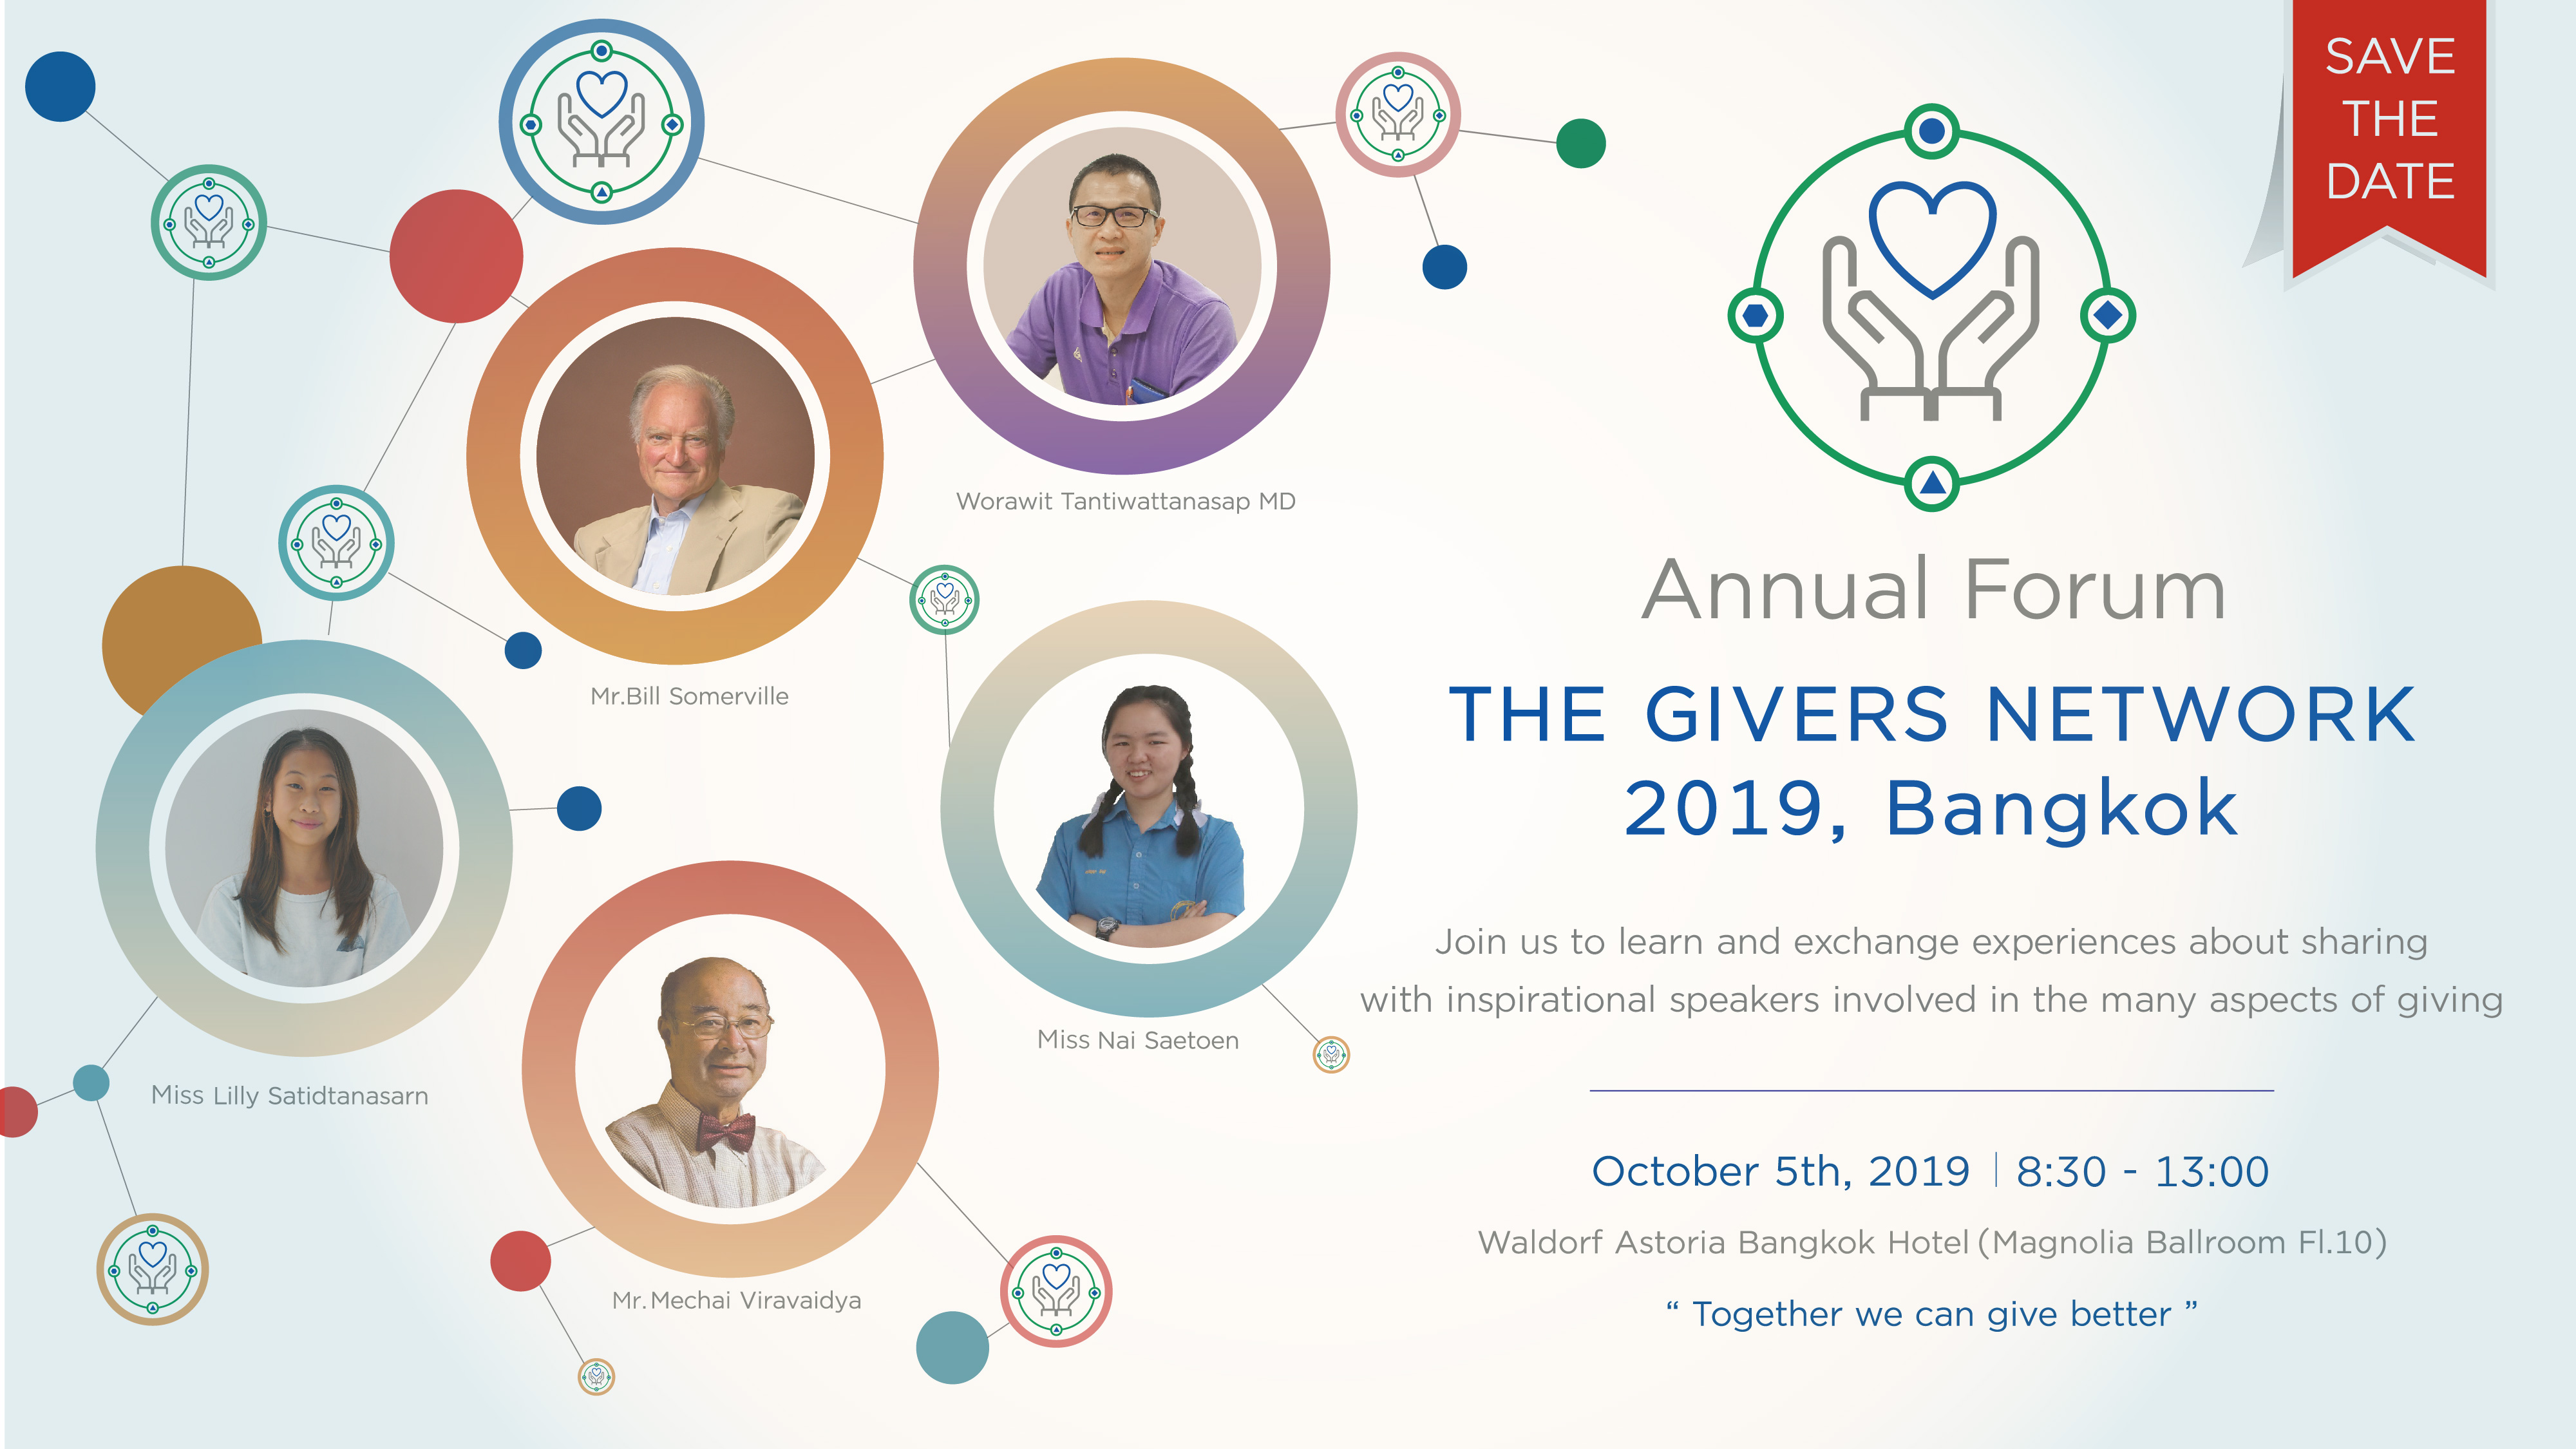 SAVE
THE
DATE
Worawit Tantiwattanasap MD
Mr.Bill Somerville
Miss Nai Saetoen
Miss Lilly Satidtanasarn
Mr.Mechai Viravaidya
Annual Forum
THE GIVERS NETWORK
2019, Bangkok
Join us to learn and exchange experiences about sharing
with inspirational speakers involved in the many aspects of giving
October 5th, 2019 | 8:30 - 13:00
Waldorf Astoria Bangkok Hotel (Magnolia Ballroom Fl.10)
“ Together we can give better ”